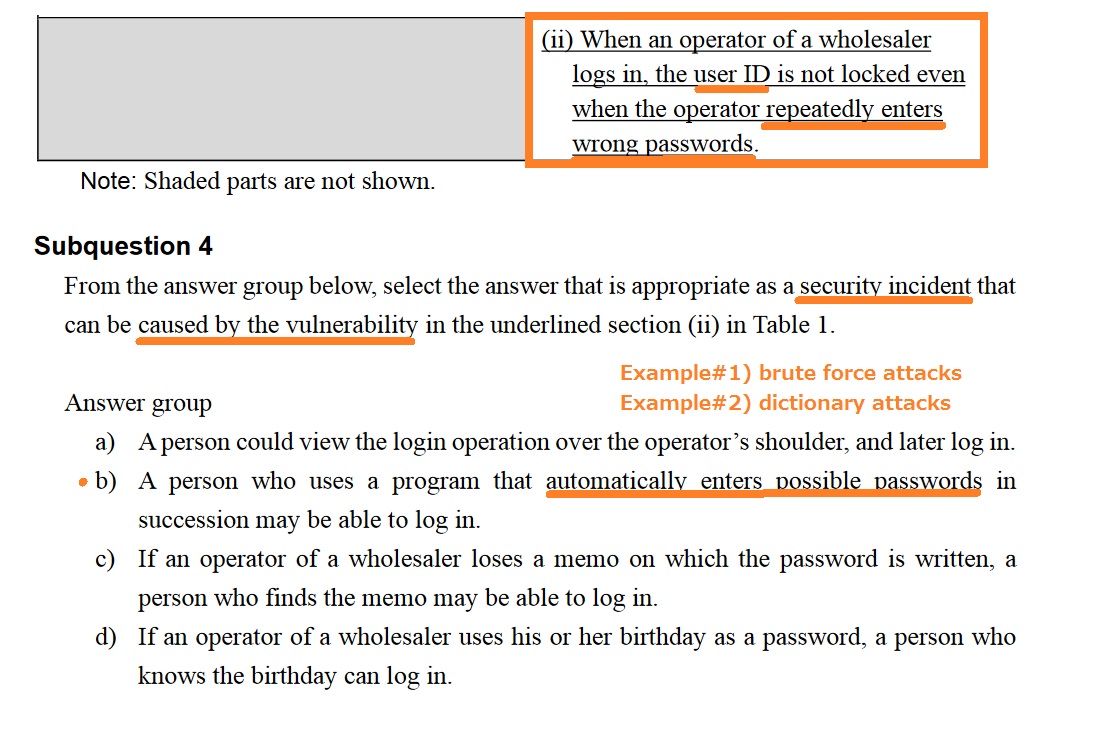 (ii) When an operator of a wholesaler
logs in, the user ID is not locked even
when the operator repeatedly enters
wrong passwords.
Note: Shaded parts are not shown.
Subquestion 4
From the answer group below, select the answer that is appropriate as a security incident that
can be caused by the vulnerability in the underlined section (ii) in Table 1.
Example#1) brute force attacks
Example#2) dictionary attacks
Answer group
a) A person could view the login operation over the operator's shoulder, and later log in.
b) A person who uses a program that automatically enters possible passwords in
succession may be able to log in.
c) If an operator of a wholesaler loses a memo on which the password is written, a
person who finds the memo may be able to log in.
d) If an operator of a wholesaler uses his or her birthday as a password, a person who
knows the birthday can log in.